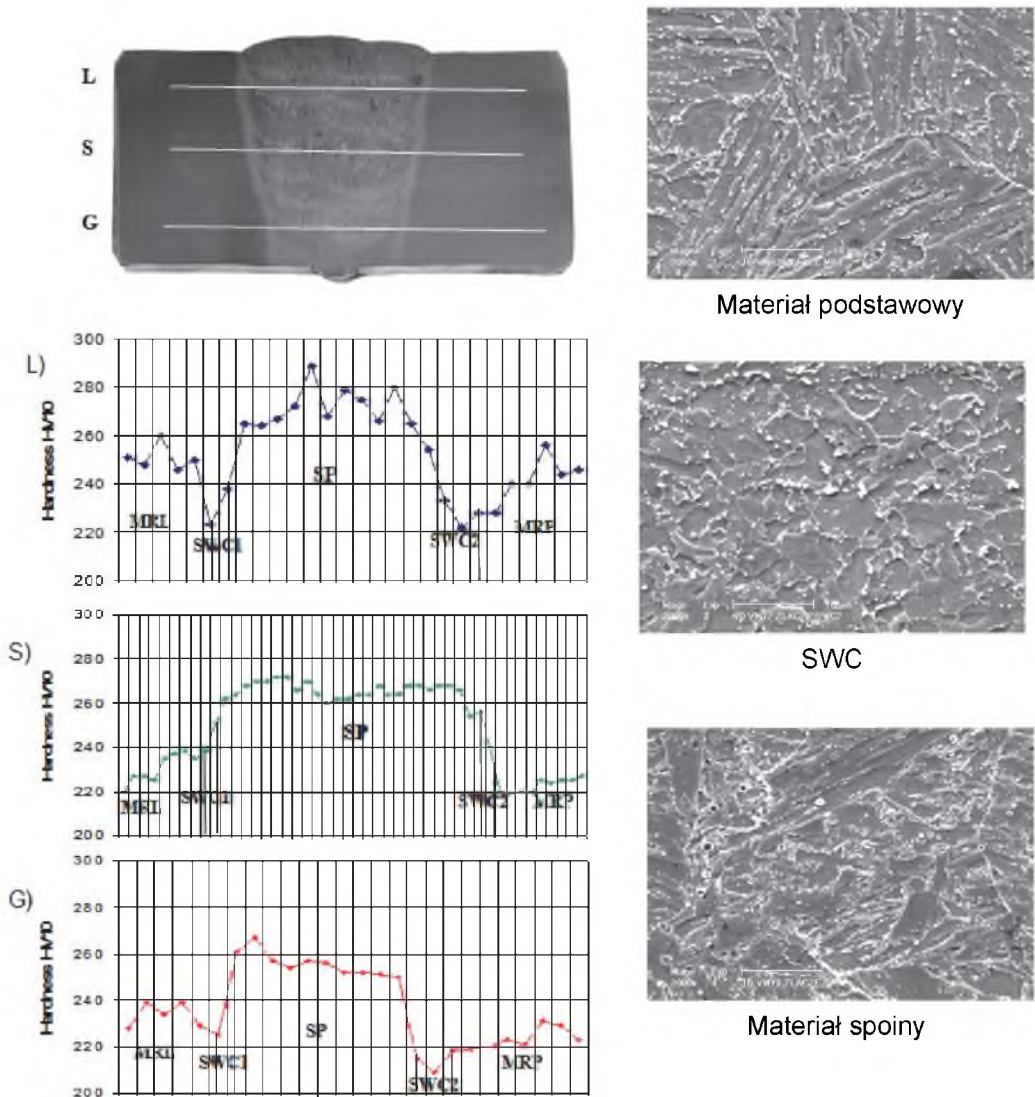 L
S
G
Materiał podstawowy
L)
Hardness HV10
300
280
260
240
220
200
MRL
SWC1
SP
SWC2
MRP
SWC
S)
Hardness HV10
300
280
260
240
220
200
MRL
SWC1
SP
SWC2
MRP
Materiał spoiny
G)
Hardness HV10
300
280
260
240
220
200
MRL
SWC1
SP
SWC2
MRP